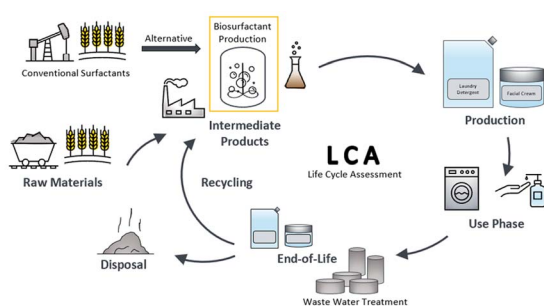 Alternative
Biosurfactant
Production
Conventional Surfactants
Laundry
Detergent
Facial Cream
Production
Intermediate
Products
LCA
Life Cycle Assessment
Raw Materials
Recycling
Use Phase
End-of-Life
Disposal
Waste Water Treatment